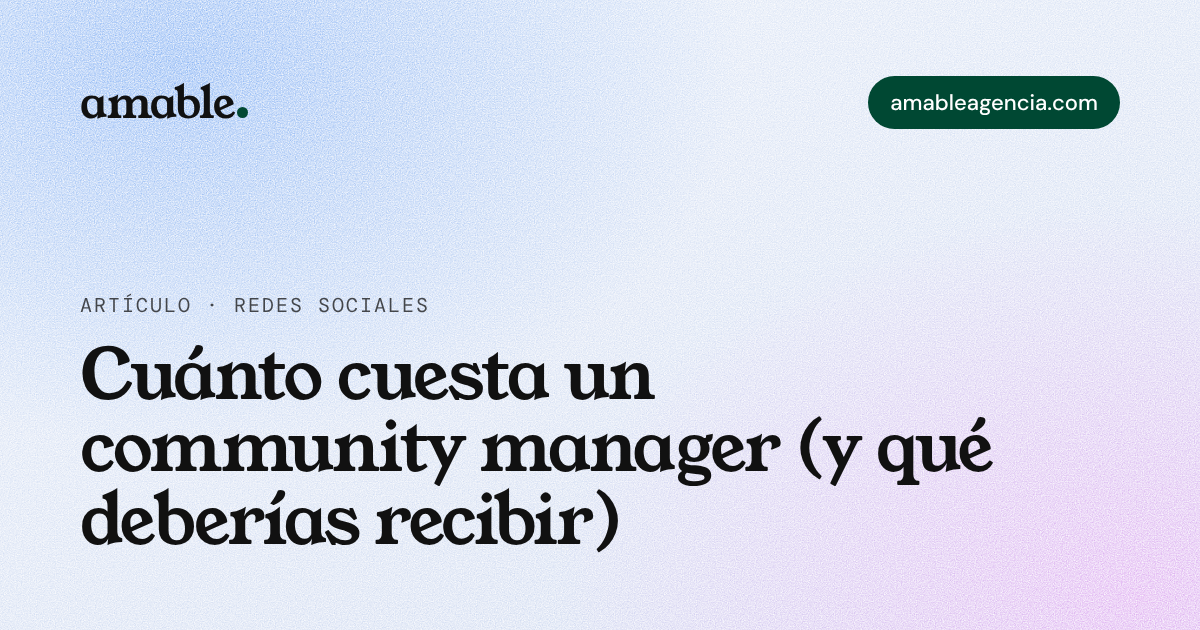 amable.
amableagencia.com
ARTÍCULO · REDES SOCIALES
Cuánto cuesta un
community manager (y qué
deberías recibir)